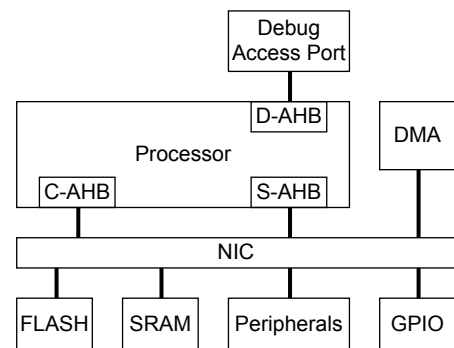 Debug
Access Port
D-AHB
Processor
DMA
C-AHB
S-AHB
NIC
FLASH
SRAM
Peripherals
GPIO